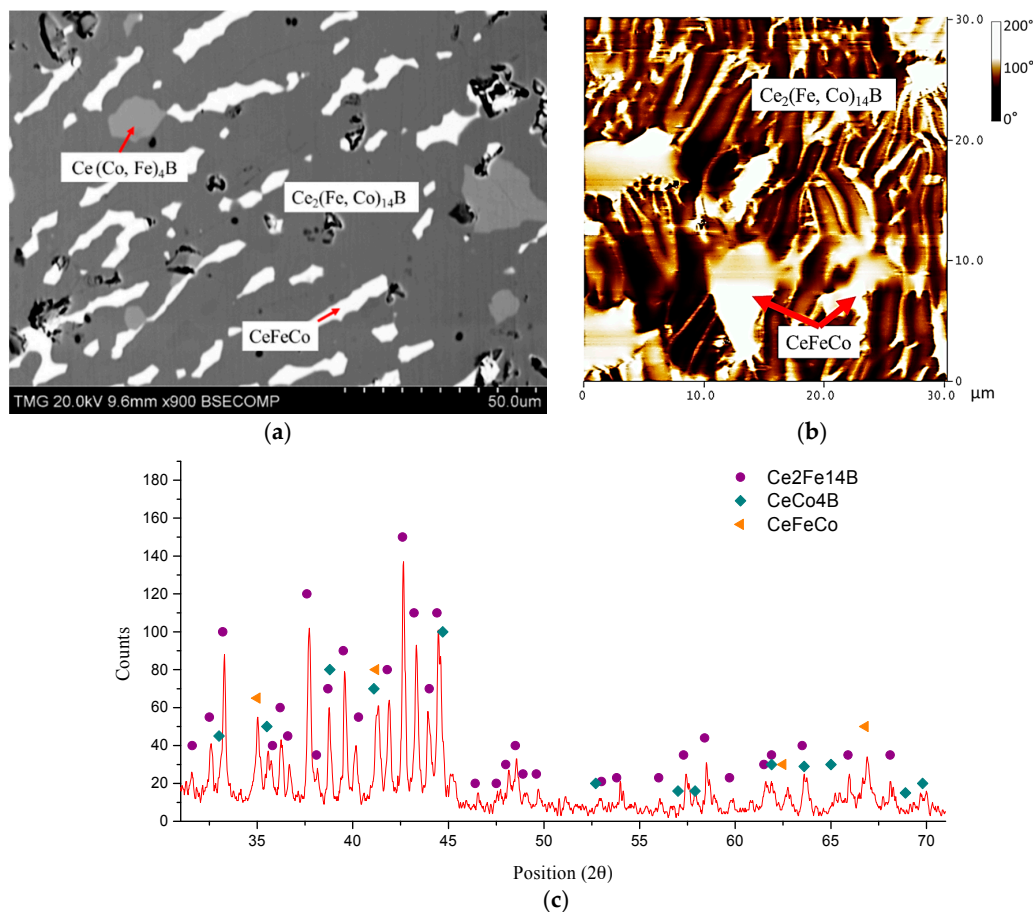 Ce (Co, Fe)₄B
Ce₂(Fe, Co)₁₄B
CeFeCo
TMG 20.0kV 9.6mm x900 BSECOMP
50.0um
(a)
Ce₂(Fe, Co)₁₄B
CeFeCo
30.0
20.0
10.0
0
0
10.0
20.0
30.0
μm
200°
100°
0°
(b)
Ce2Fe14B
CeCo4B
CeFeCo
180
160
140
120
100
80
60
40
20
0
Counts
35
40
45
50
55
60
65
70
Position (2θ)
(c)